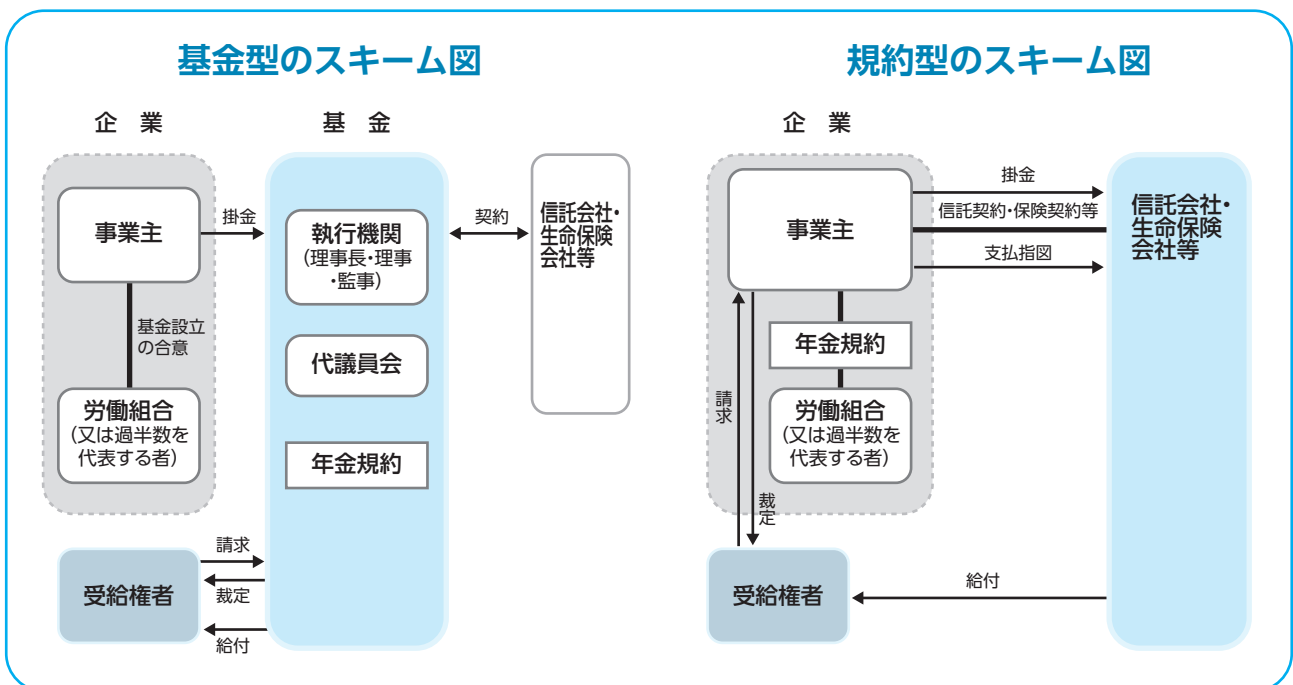 基金型のスキーム図
企　業
基　金
事業主
掛金
執行機関
（理事長・理事
・監事）
契約
信託会社・
生命保険
会社等
基金設立
の合意
代議員会
労働組合
（又は過半数を
代表する者）
年金規約
請求
受給権者
裁定
給付
規約型のスキーム図
企　業
事業主
掛金
信託契約・保険契約等
支払指図
信託会社・
生命保険
会社等
年金規約
請求
労働組合
（又は過半数を
代表する者）
裁定
受給権者
給付